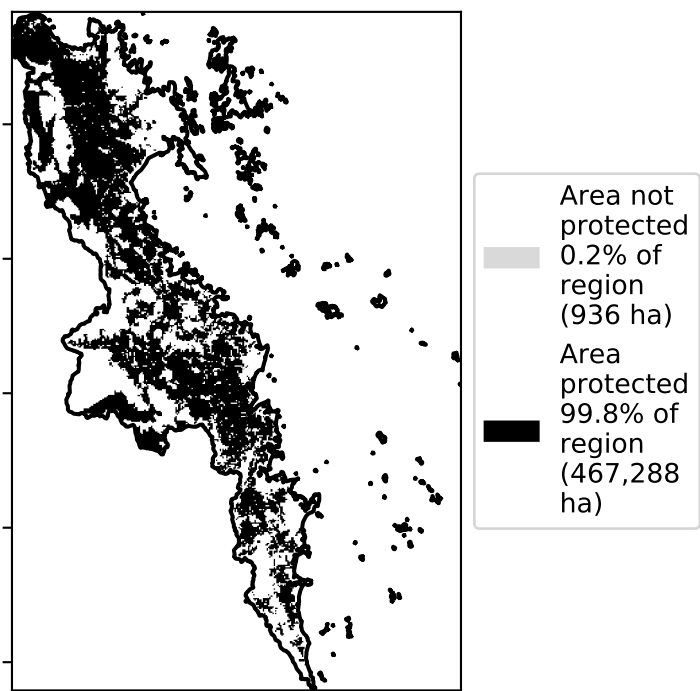 Area not
protected
0.2% of
region
(936 ha)
Area
protected
99.8% of
region
(467,288
ha)